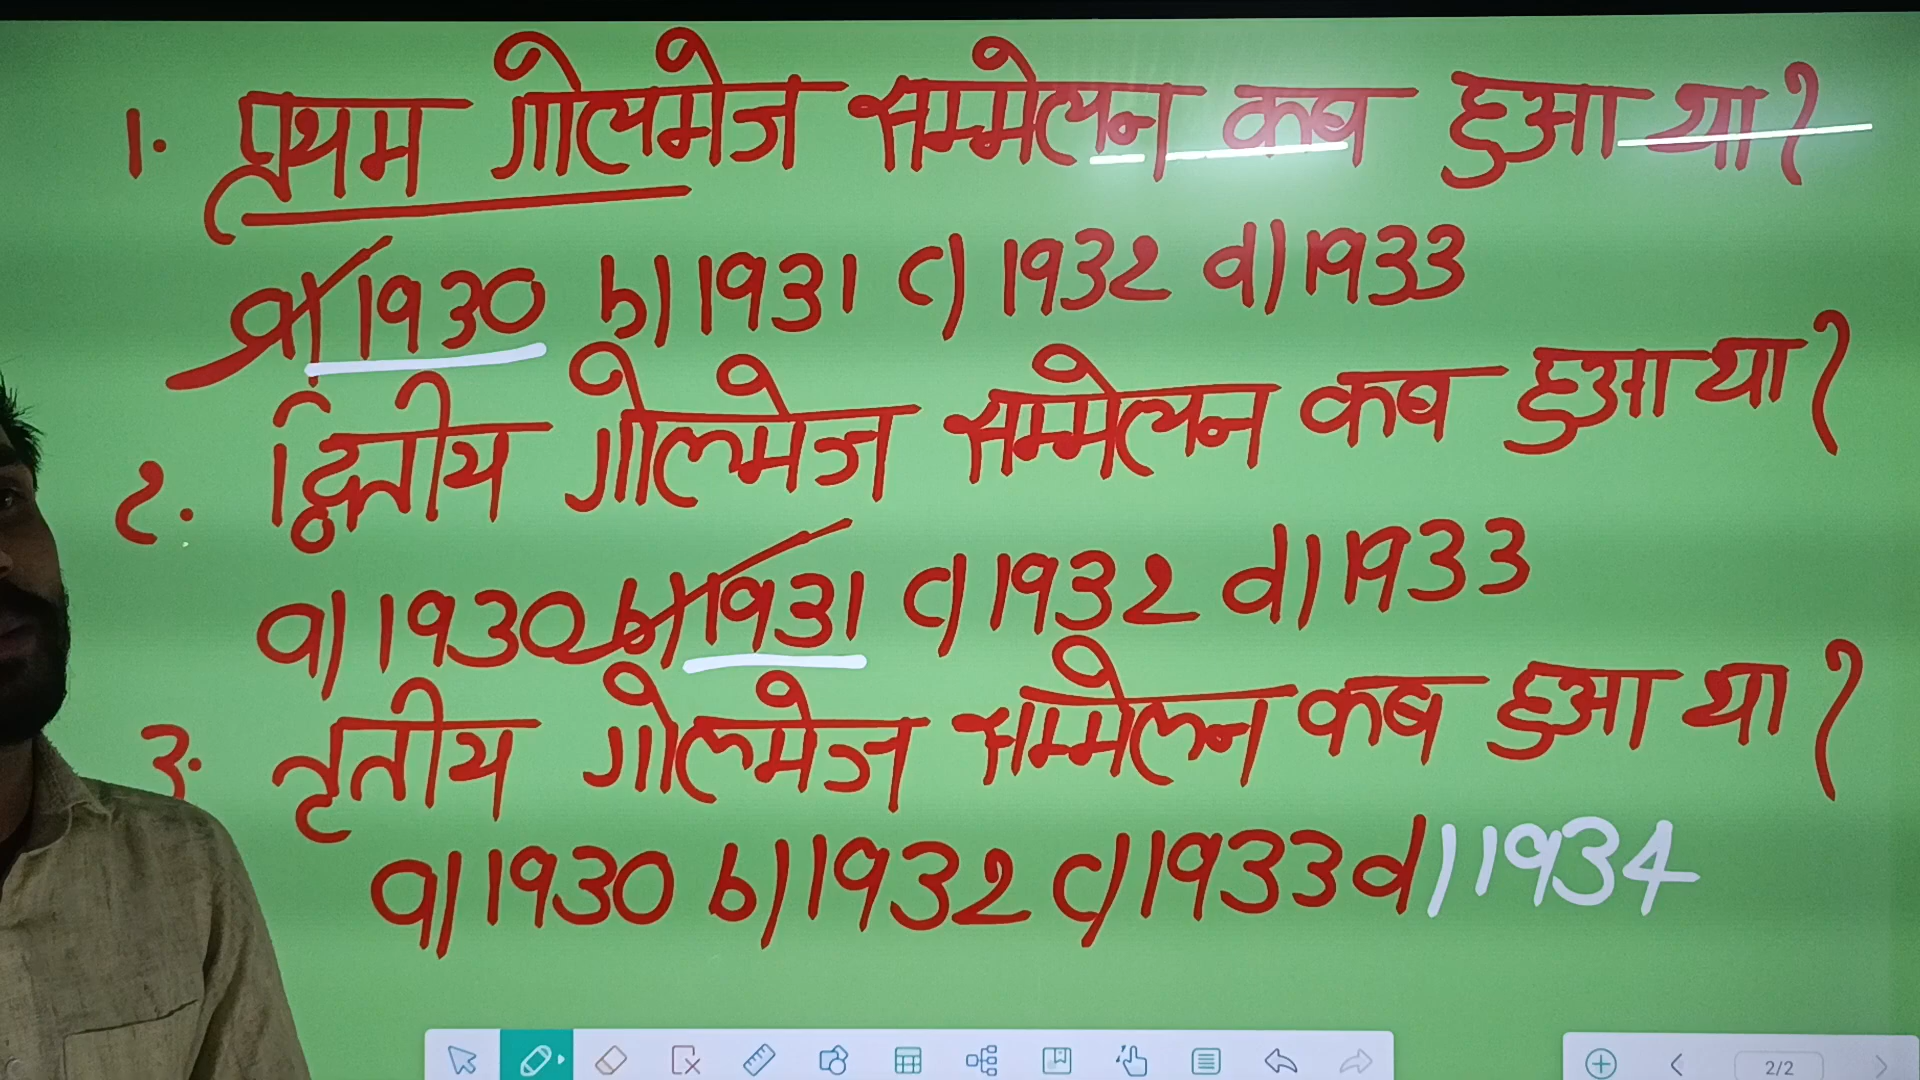 1. प्रथम गोलमेज सम्मेलन कब हुआ था?
a) 1930 b) 1931 c) 1932 d) 1933
2. द्वितीय गोलमेज सम्मेलन कब हुआ था?
a) 1930 b) 1931 c) 1932 d) 1933
3. तृतीय गोलमेज सम्मेलन कब हुआ था?
a) 1930 b) 1932 c) 1933 d) 1934
2/2